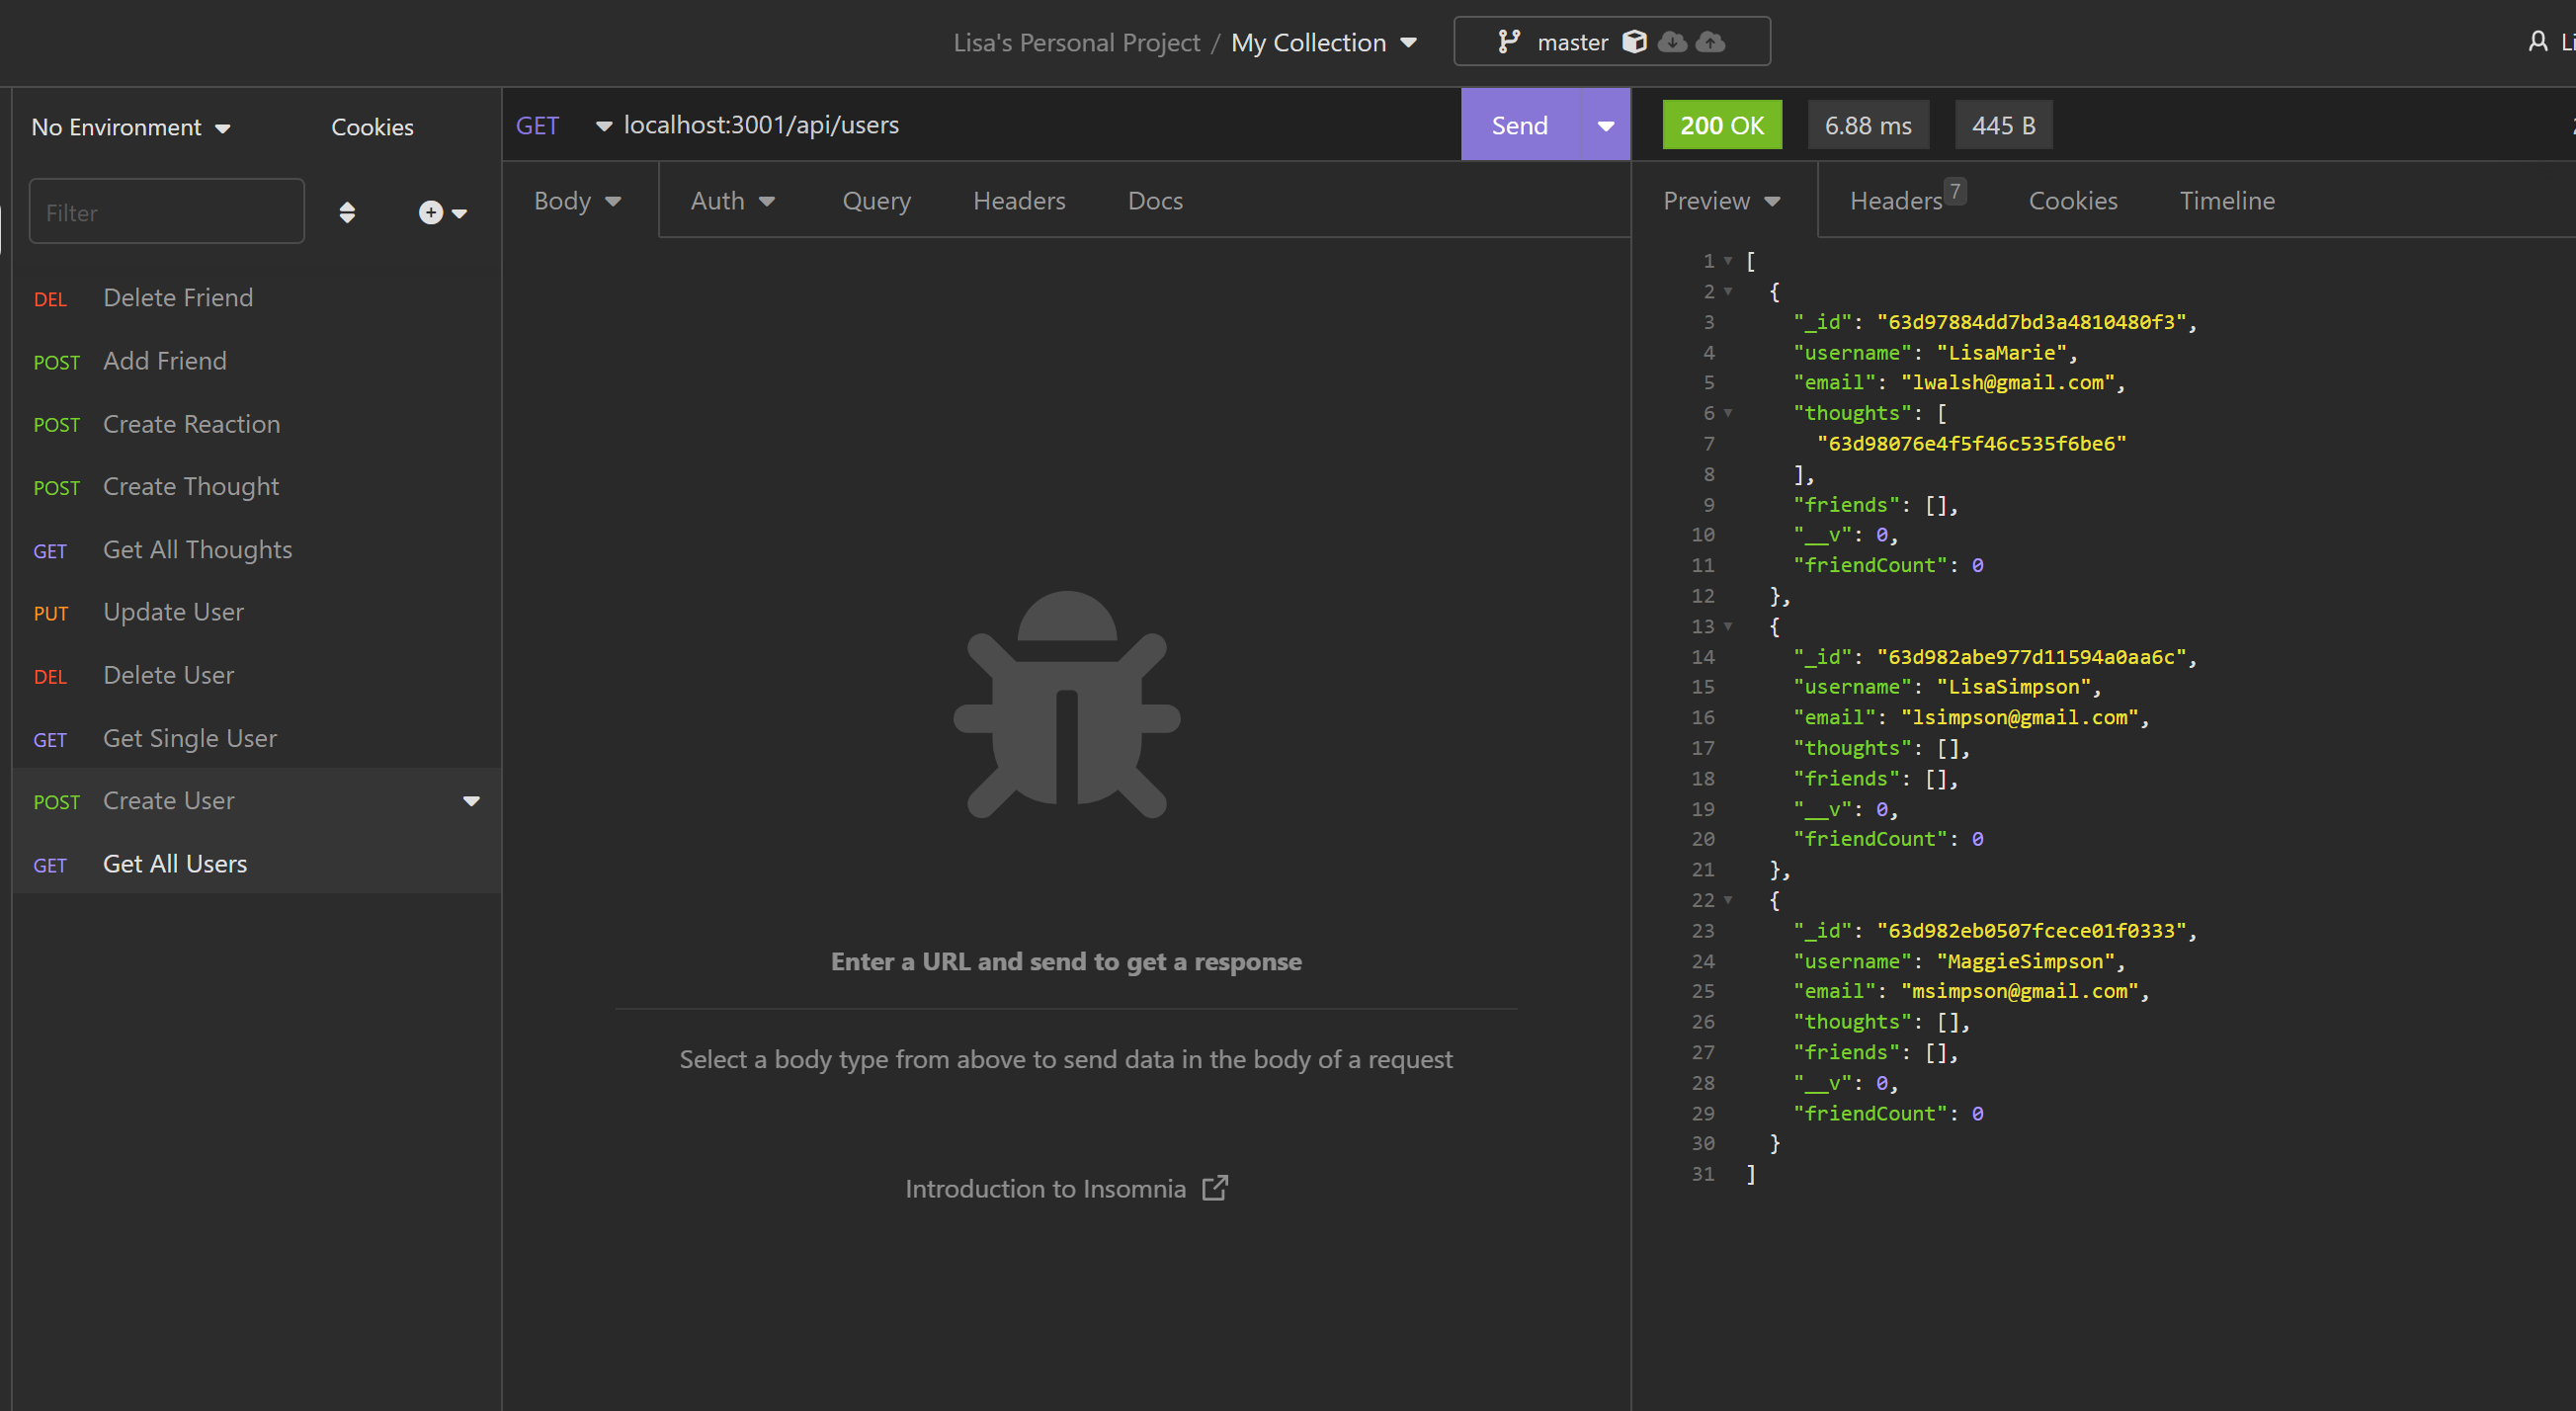 Lisa's Personal Project / My Collection
master
Li
No Environment
Cookies
Filter
DEL Delete Friend
POST Add Friend
POST Create Reaction
POST Create Thought
GET Get All Thoughts
PUT Update User
DEL Delete User
GET Get Single User
POST Create User
GET Get All Users
GET localhost:3001/api/users
Send
Body
Auth
Query
Headers
Docs
Enter a URL and send to get a response
Select a body type from above to send data in the body of a request
Introduction to Insomnia
200 OK
6.88 ms
445 B
Preview
Headers 7
Cookies
Timeline
1 [
2 {
3 "_id": "63d97884dd7bd3a4810480f3",
4 "username": "LisaMarie",
5 "email": "lwalsh@gmail.com",
6 "thoughts": [
7 "63d98076e4f5f46c535f6be6"
8 ],
9 "friends": [],
10 "__v": 0,
11 "friendCount": 0
12 },
13 {
14 "_id": "63d982abe977d11594a0aa6c",
15 "username": "LisaSimpson",
16 "email": "lsimpson@gmail.com",
17 "thoughts": [],
18 "friends": [],
19 "__v": 0,
20 "friendCount": 0
21 },
22 {
23 "_id": "63d982eb0507fcece01f0333",
24 "username": "MaggieSimpson",
25 "email": "msimpson@gmail.com",
26 "thoughts": [],
27 "friends": [],
28 "__v": 0,
29 "friendCount": 0
30 }
31 ]